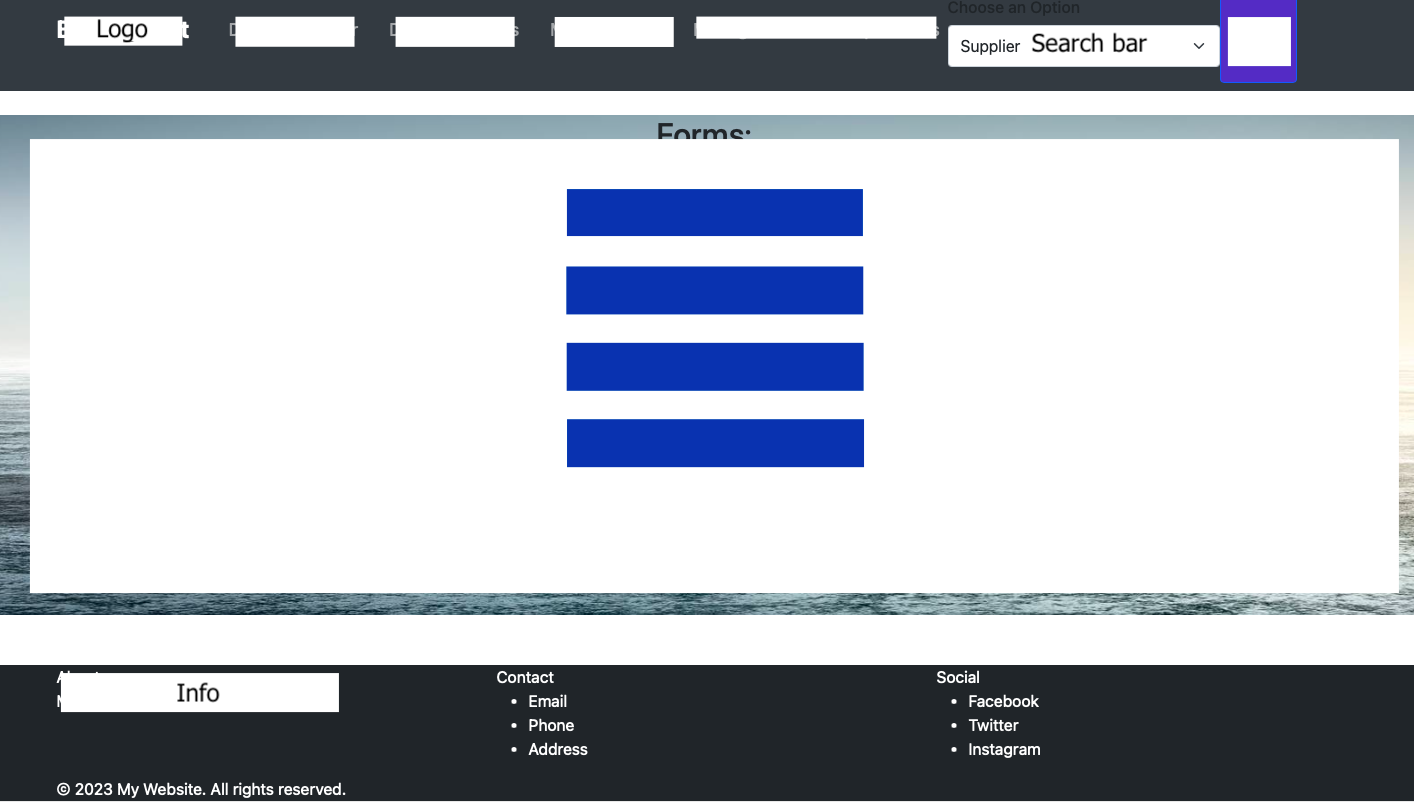 Logo
Choose an Option
Supplier
Search bar
Forms:
Info
Contact
Email
Phone
Address
Social
Facebook
Twitter
Instagram
© 2023 My Website. All rights reserved.